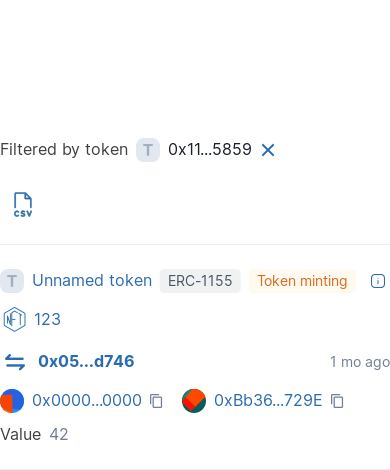 Filtered by token T 0x11...5859
CSV
T Unnamed token ERC-1155 Token minting
NFT 123
0x05...d746 1 mo ago
0x0000...0000 0xBb36...729E
Value 42